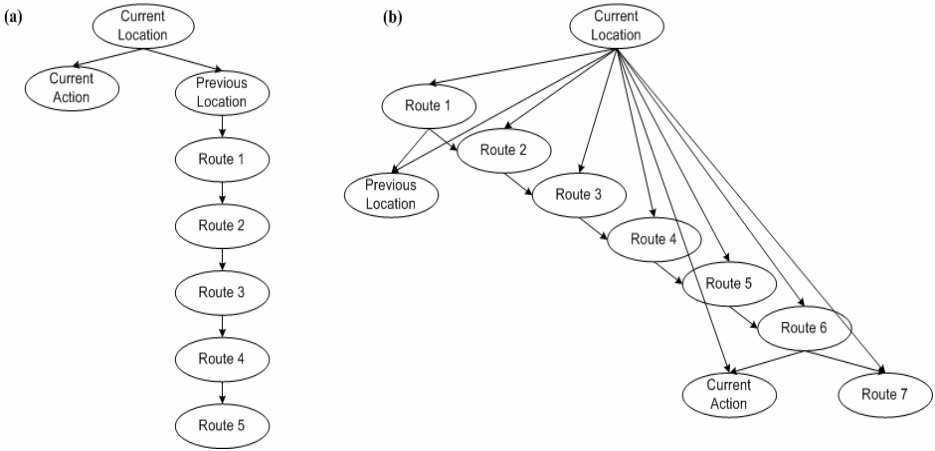 (a)
Current
Location
Current
Action
Previous
Location
Route 1
Route 2
Route 3
Route 4
Route 5
(b)
Current
Location
Route 1
Route 2
Previous
Location
Route 3
Route 4
Route 5
Route 6
Current
Action
Route 7